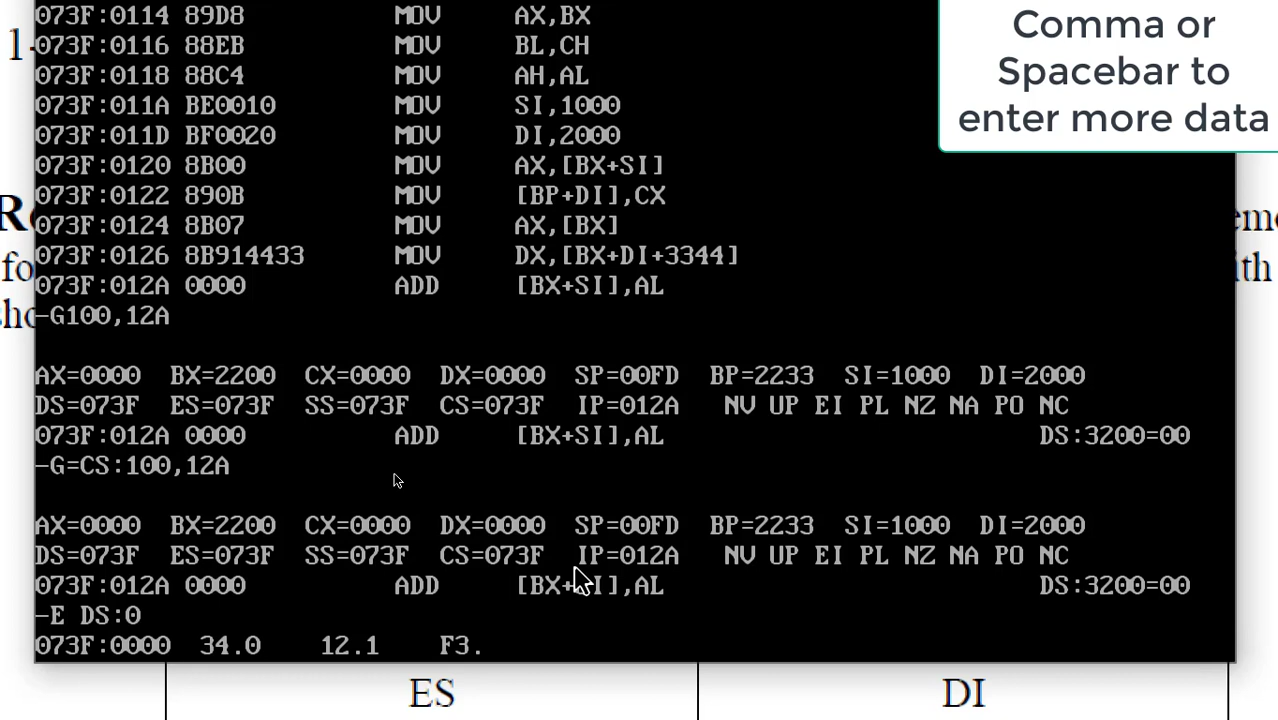 073F:0114 89D8 MOV AX,BX
073F:0116 88EB MOV BL,CH
073F:0118 88C4 MOV AH,AL
073F:011A BE0010 MOV SI,1000
073F:011D BF0020 MOV DI,2000
073F:0120 8B00 MOV AX,[BX+SI]
073F:0122 890B MOV [BP+DI],CX
073F:0124 8B07 MOV AX,[BX]
073F:0126 8B914433 MOV DX,[BX+DI+3344]
073F:012A 0000 ADD [BX+SI],AL
-G100,12A
AX=0000 BX=2200 CX=0000 DX=0000 SP=00FD BP=2233 SI=1000 DI=2000
DS=073F ES=073F SS=073F CS=073F IP=012A NV UP EI PL NZ NA PO NC
073F:012A 0000 ADD [BX+SI],AL DS:3200=00
-G=CS:100,12A
AX=0000 BX=2200 CX=0000 DX=0000 SP=00FD BP=2233 SI=1000 DI=2000
DS=073F ES=073F SS=073F CS=073F IP=012A NV UP EI PL NZ NA PO NC
073F:012A 0000 ADD [BX+SI],AL DS:3200=00
-E DS:0
073F:0000 34.0 12.1 F3.
Comma or
Spacebar to
enter more data
ES DI